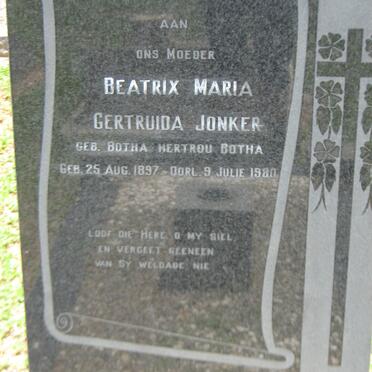 AAN
ONS MOEDER
BEATRIX MARIA
GERTRUIDA JONKER
GEB. BOTHA HERTROU BOTHA
GEB. 25 AUG. 1897 - OORL. 9 JULIE 1980
LOOF DIE HERE O MY SIEL
EN VERGEET GEENEEN
VAN SY WELDADE NIE